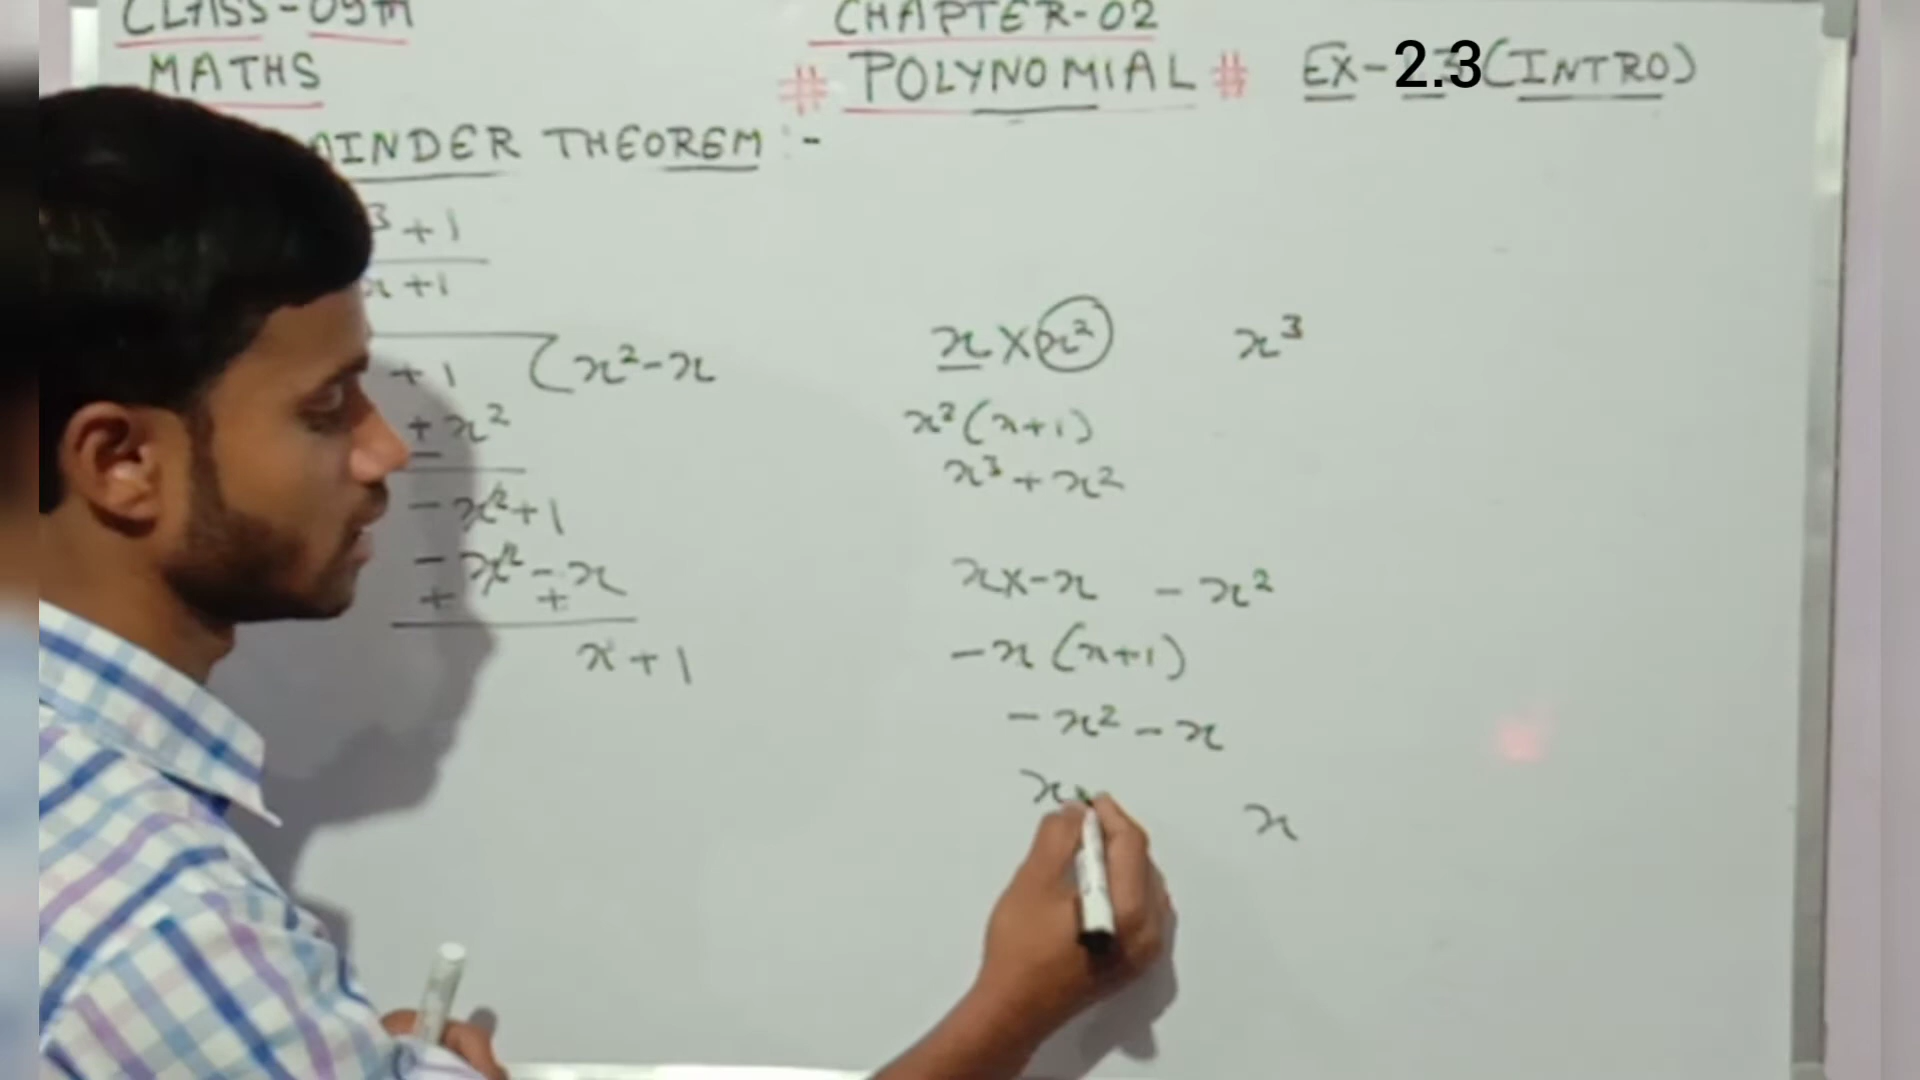 CLASS-09TH
MATHS
CHAPTER-02
# POLYNOMIAL # EX-2.3(INTRO)
AINDER THEOREM :-
3 + 1
x + 1
+ 1 ( x² - x
+ x²
-
- x² + 1
- x² - x
+ +
x + 1
x × x² x³
x² (x+1)
x³ + x²
x × -x - x²
-x (x+1)
- x² - x
x x